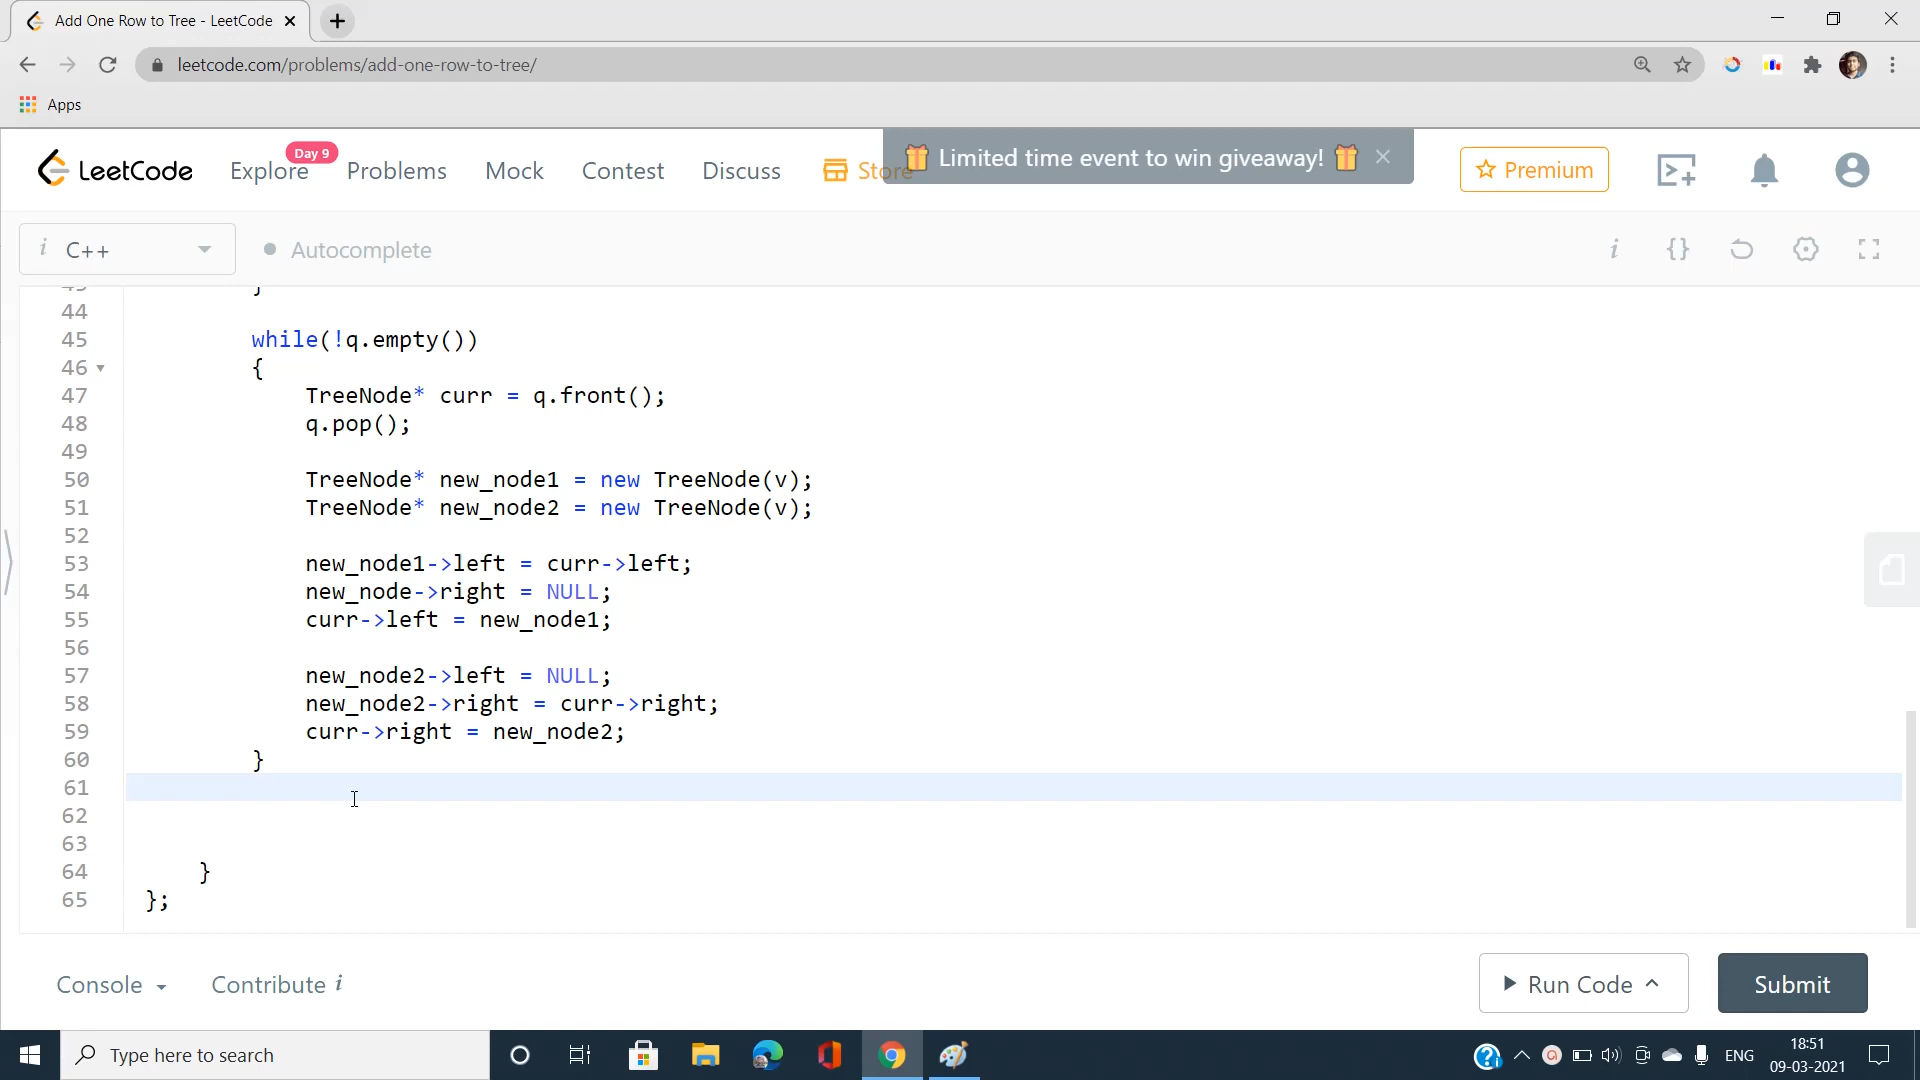 Add One Row to Tree - LeetCode
leetcode.com/problems/add-one-row-to-tree/
Apps
LeetCode
Explore
Day 9
Problems
Mock
Contest
Discuss
Store
Limited time event to win giveaway!
Premium
i C++
Autocomplete
i {}
43 }
44
45 while(!q.empty())
46 {
47 TreeNode* curr = q.front();
48 q.pop();
49
50 TreeNode* new_node1 = new TreeNode(v);
51 TreeNode* new_node2 = new TreeNode(v);
52
53 new_node1->left = curr->left;
54 new_node->right = NULL;
55 curr->left = new_node1;
56
57 new_node2->left = NULL;
58 new_node2->right = curr->right;
59 curr->right = new_node2;
60 }
61
62
63
64 }
65 };
Console
Contribute i
Run Code
Submit
Type here to search
ENG
18:51
09-03-2021